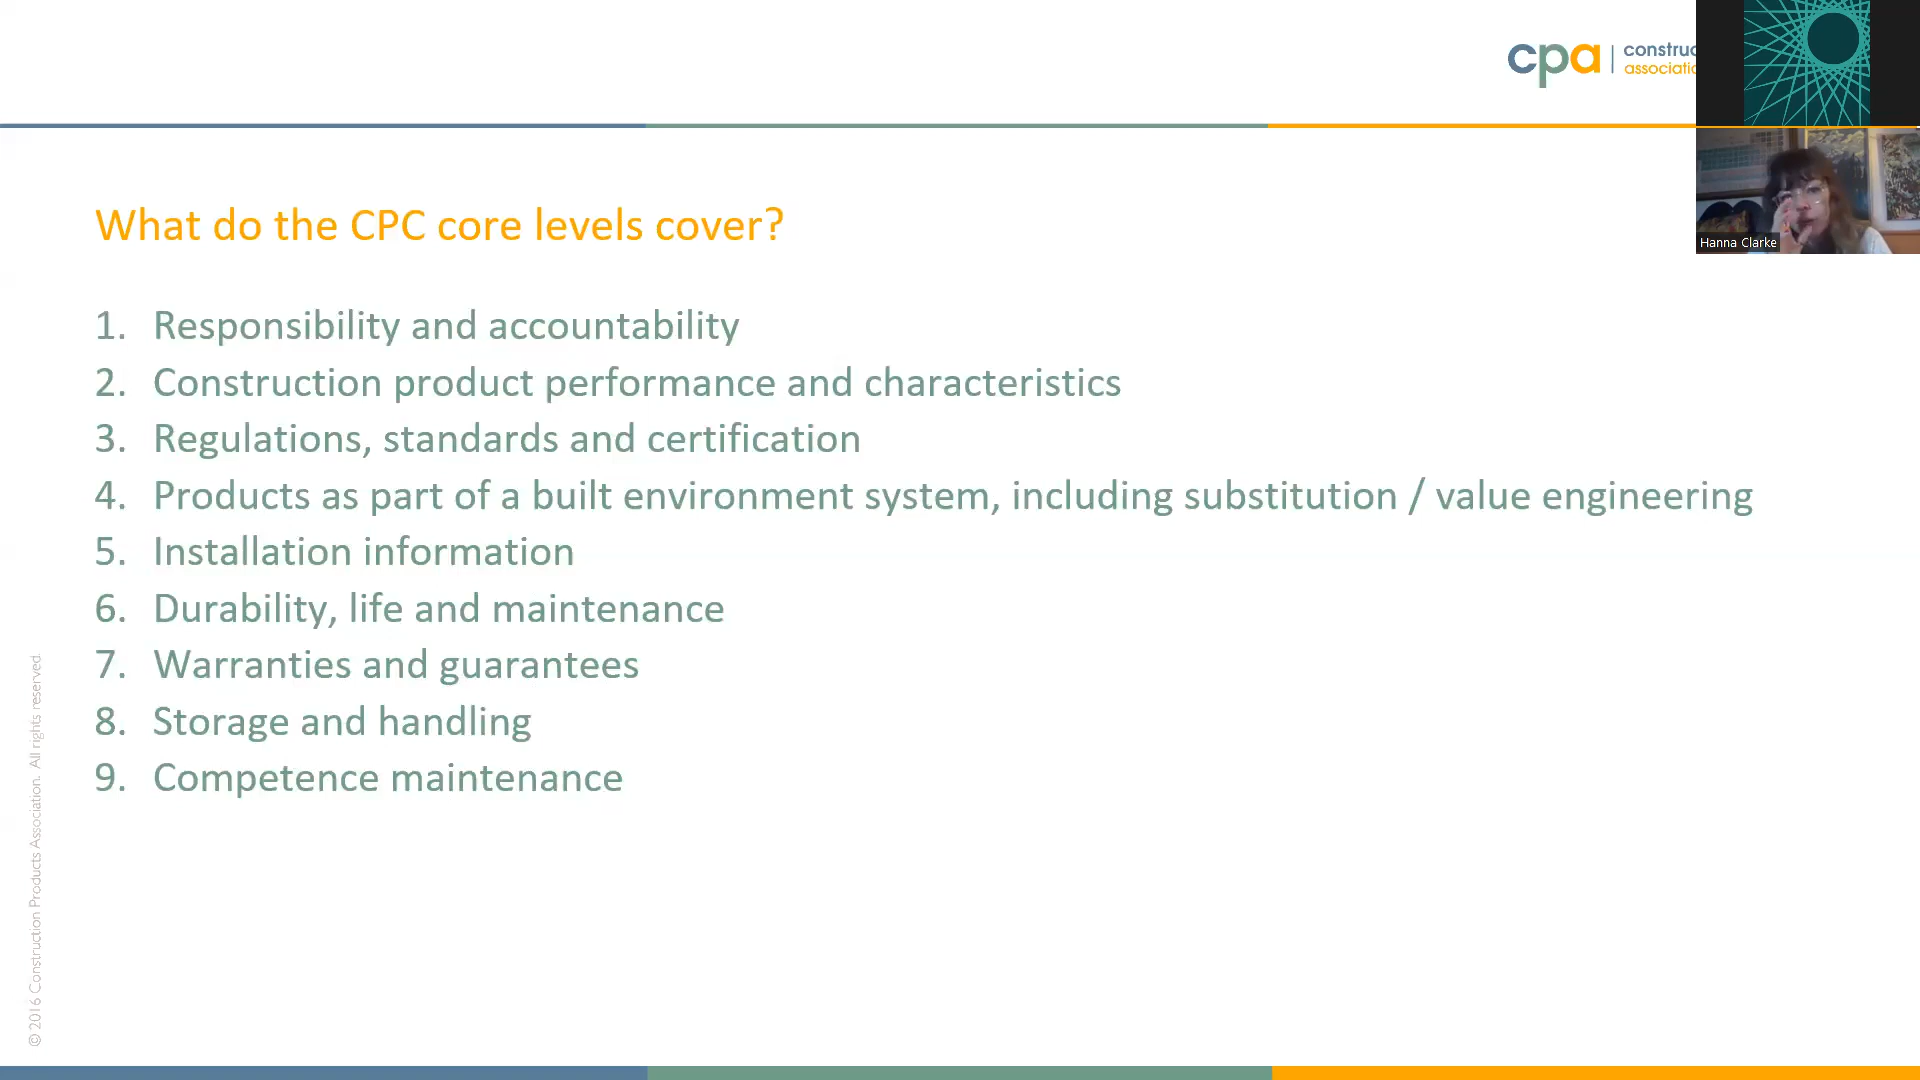 cpa
construc
associatio
Hanna Clarke
What do the CPC core levels cover?
1. Responsibility and accountability
2. Construction product performance and characteristics
3. Regulations, standards and certification
4. Products as part of a built environment system, including substitution / value engineering
5. Installation information
6. Durability, life and maintenance
7. Warranties and guarantees
8. Storage and handling
9. Competence maintenance
© 2016 Construction Products Association. All rights reserved.